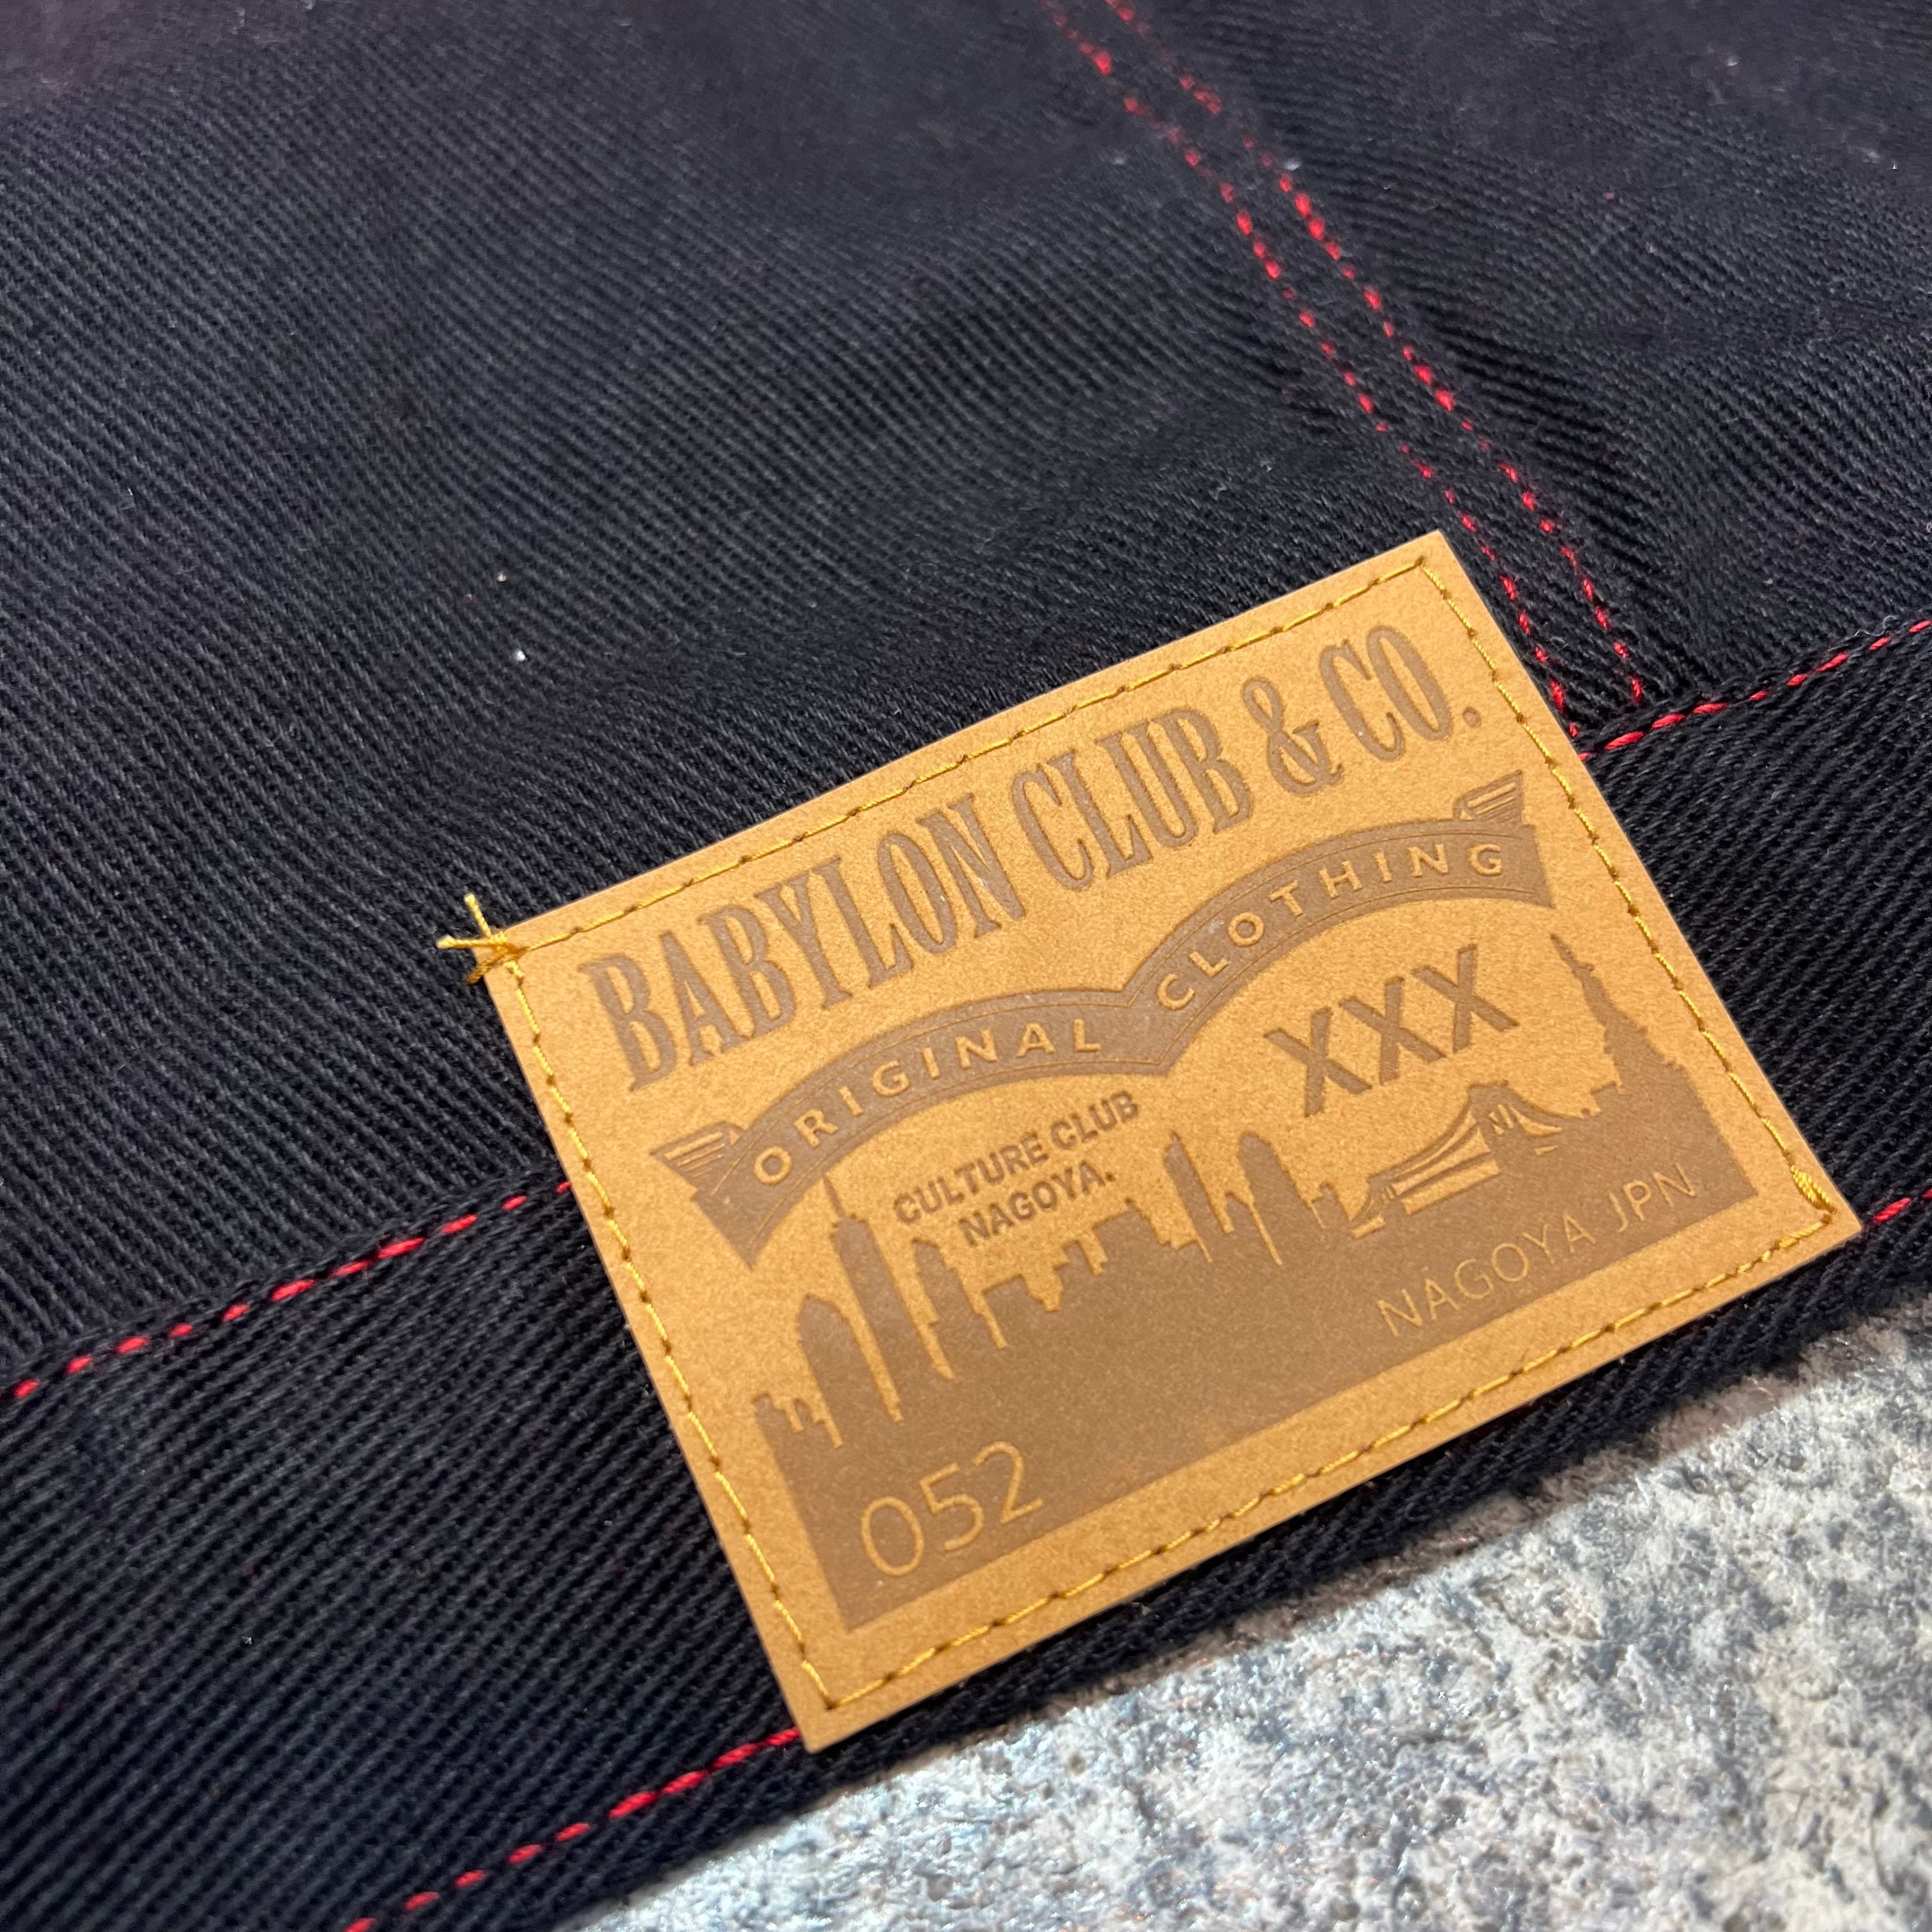 BABYLON CLUB & CO.
ORIGINAL CLOTHING
XXX
CULTURE CLUB
NAGOYA.
NAGOYA JPN
052